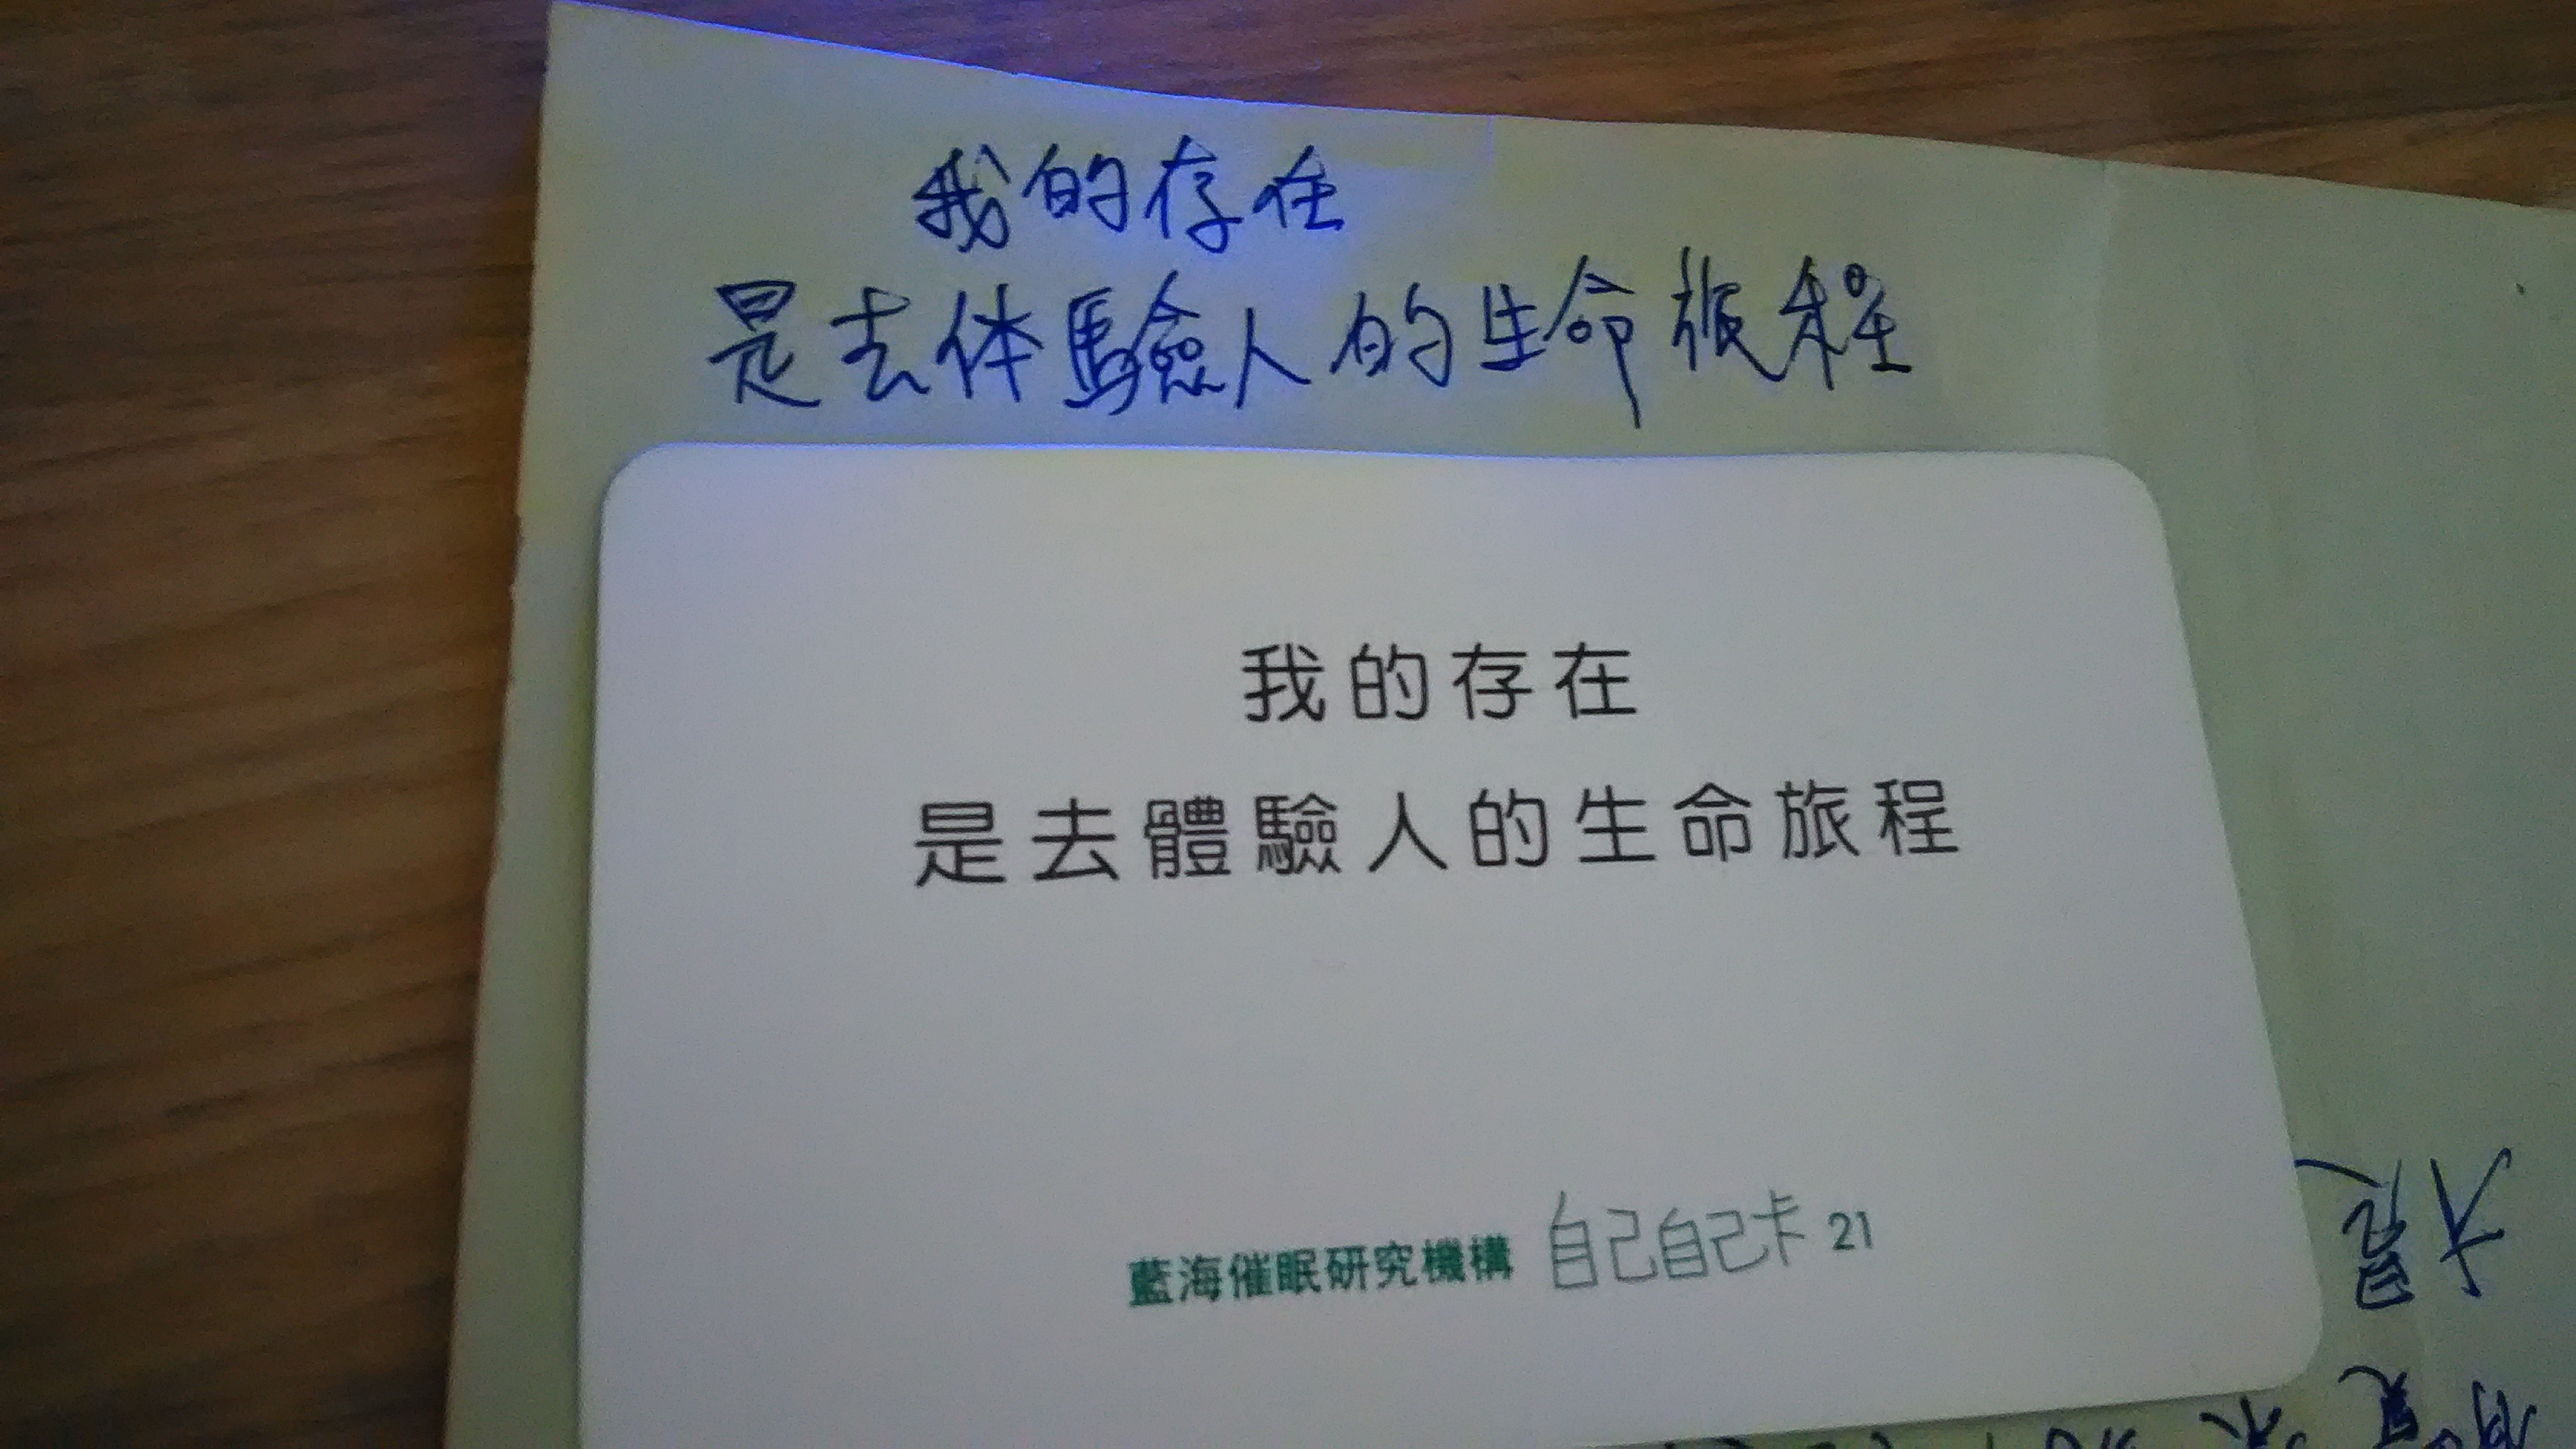 我的存在
是去体驗人的生命旅程
我的存在
是去體驗人的生命旅程
藍海催眠研究機構 自己自己卡 21